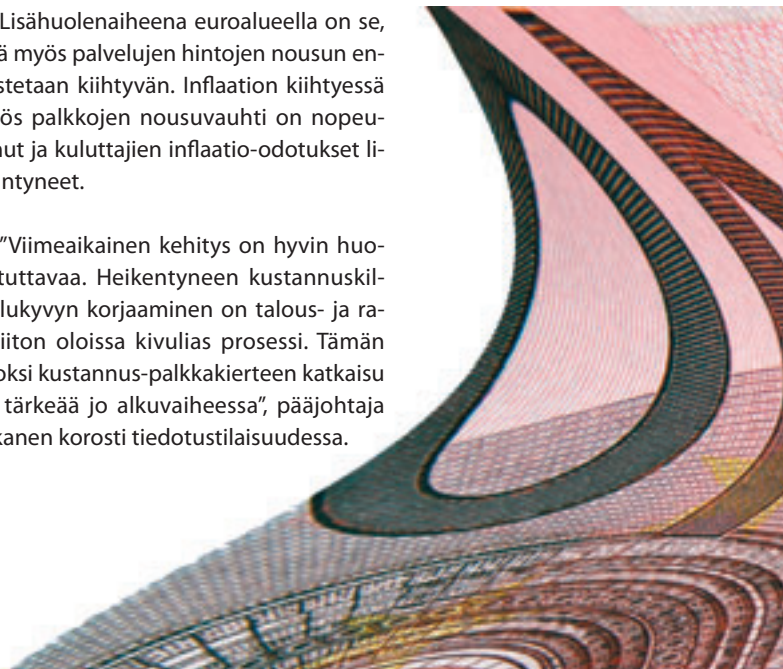 Lisähuolenaiheena euroalueella on se,
ä myös palvelujen hintojen nousun en-
stetaan kiihtyvän. Inflaation kiihtyessä
ös palkkojen nousuvauhti on nopeu-
ut ja kuluttajien inflaatio-odotukset li-
ntyneet.
”Viimeaikainen kehitys on hyvin huo-
tuttavaa. Heikentyneen kustannuskil-
lukyvyn korjaaminen on talous- ja ra-
iiton oloissa kivulias prosessi. Tämän
oksi kustannus-palkkakierteen katkaisu
tärkeää jo alkuvaiheessa”, pääjohtaja
kanen korosti tiedotustilaisuudessa.